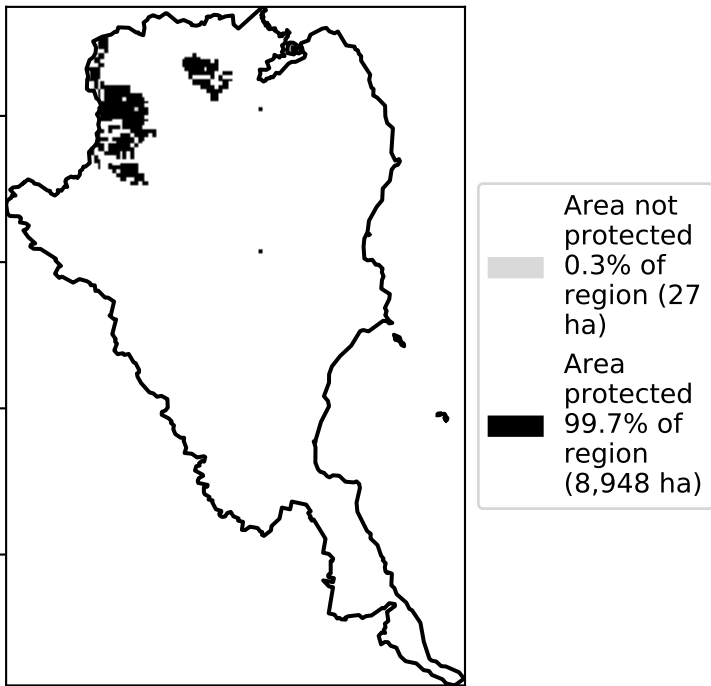 Area not
protected
0.3% of
region (27
ha)
Area
protected
99.7% of
region
(8,948 ha)